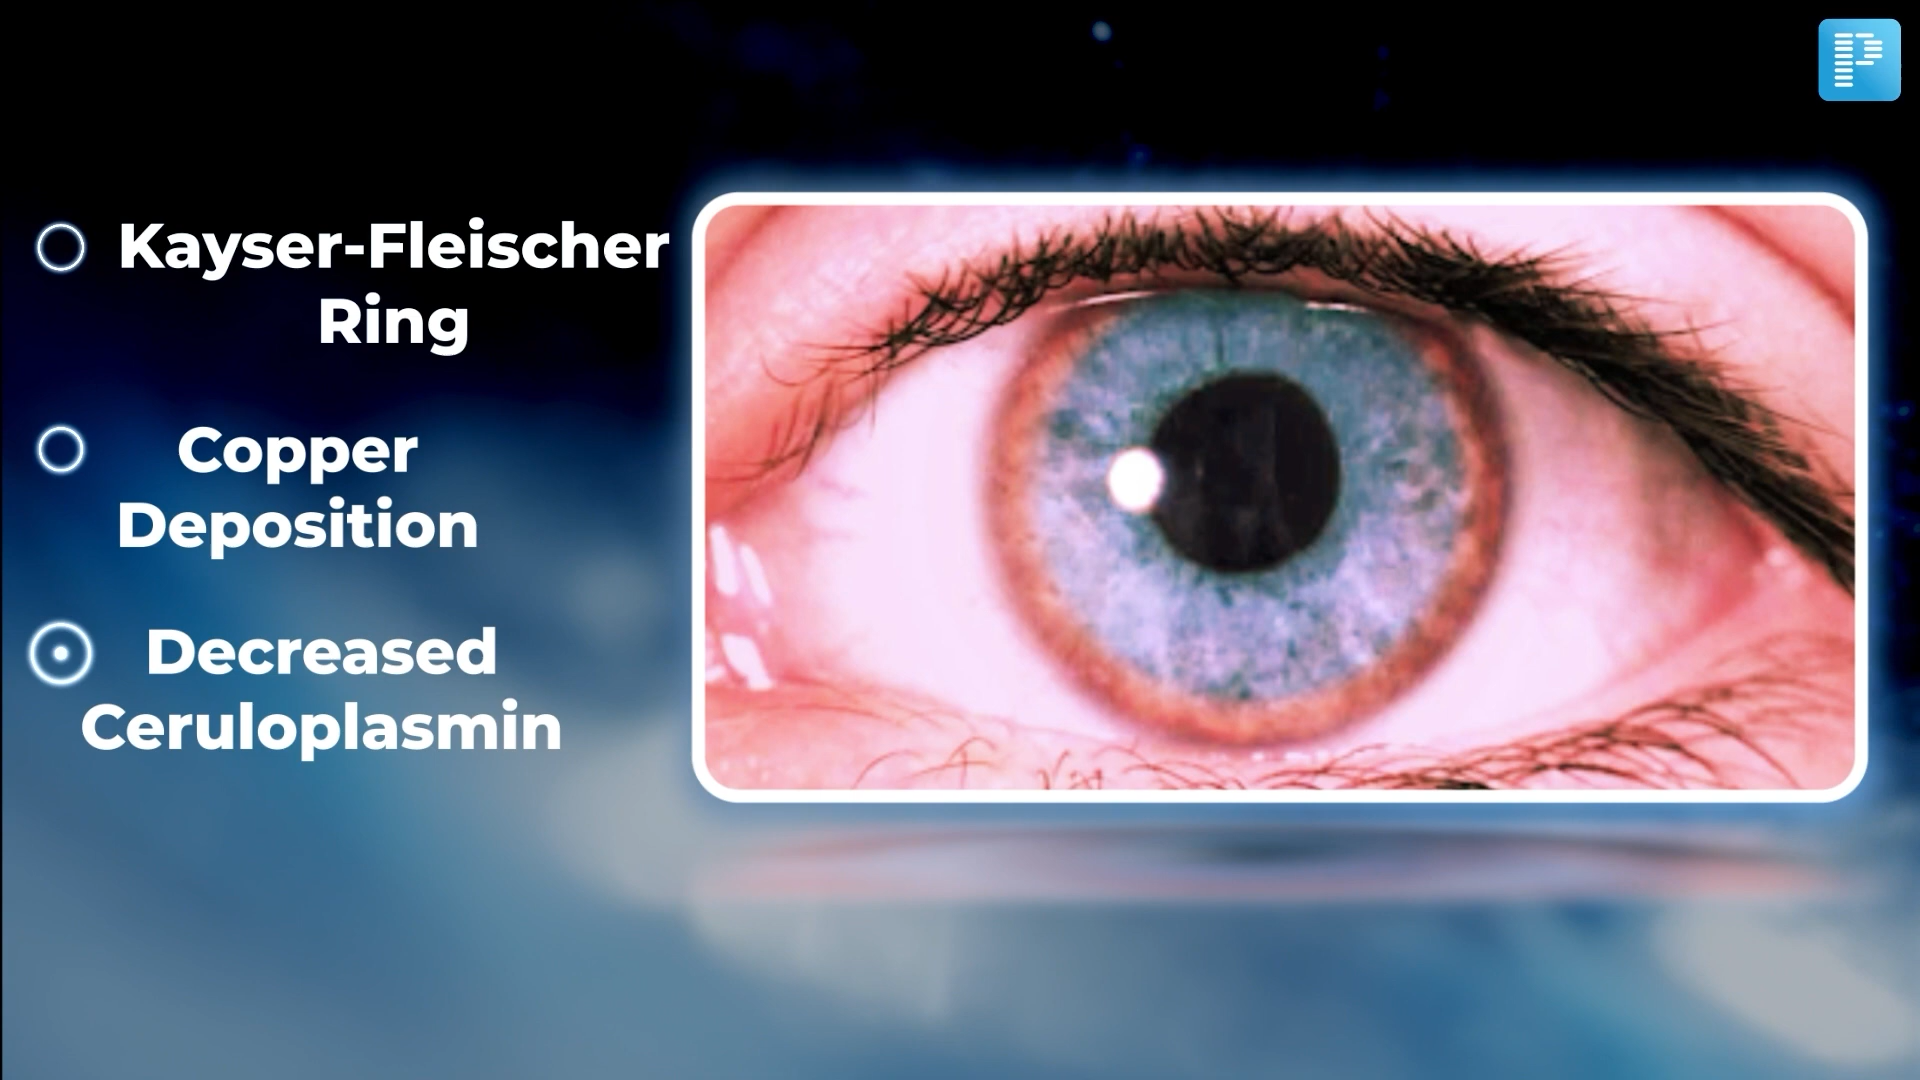 Kayser-Fleischer
Ring
Copper
Deposition
Decreased
Ceruloplasmin